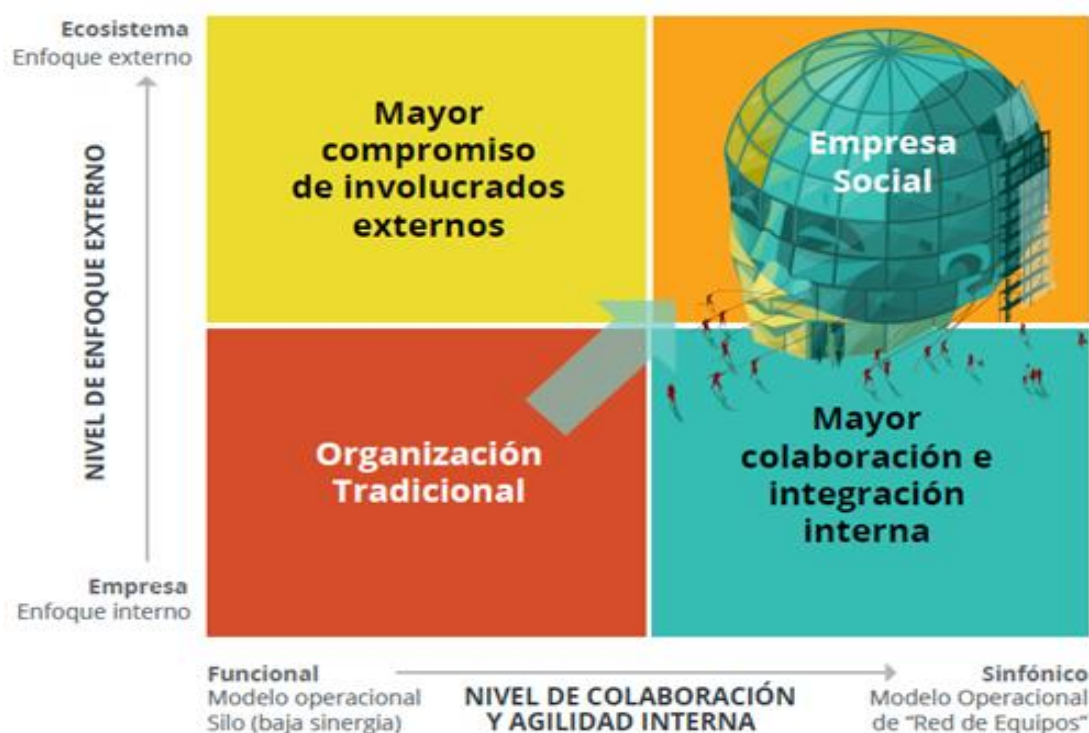 Ecosistema
Enfoque externo
NIVEL DE ENFOQUE EXTERNO
Empresa
Enfoque interno
Mayor
compromiso
de involucrados
externos
Empresa
Social
Organización
Tradicional
Mayor
colaboración e
integración
interna
Funcional
Modelo operacional
Silo (baja sinergia)
NIVEL DE COLABORACIÓN
Y AGILIDAD INTERNA
Sinfónico
Modelo Operacional
de "Red de Equipos"